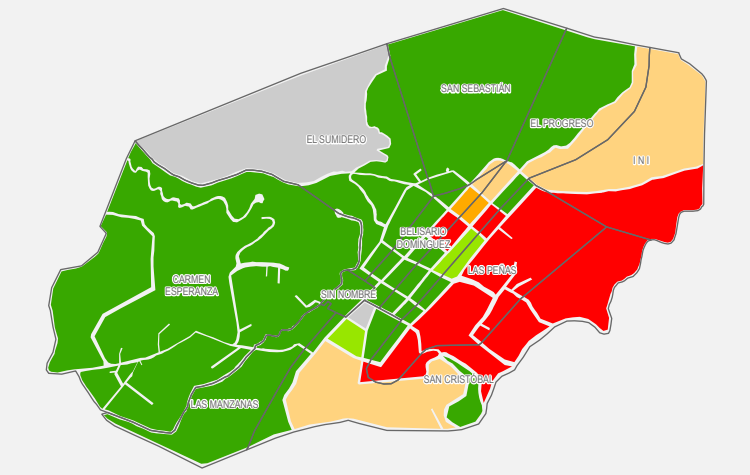 SAN SEBASTIÁN
EL PROGRESO
EL SUMIDERO
I N I
BELISARIO
DOMÍNGUEZ
LAS PEÑAS
CARMEN
ESPERANZA
SIN NOMBRE
SAN CRISTÓBAL
LAS MANZANAS